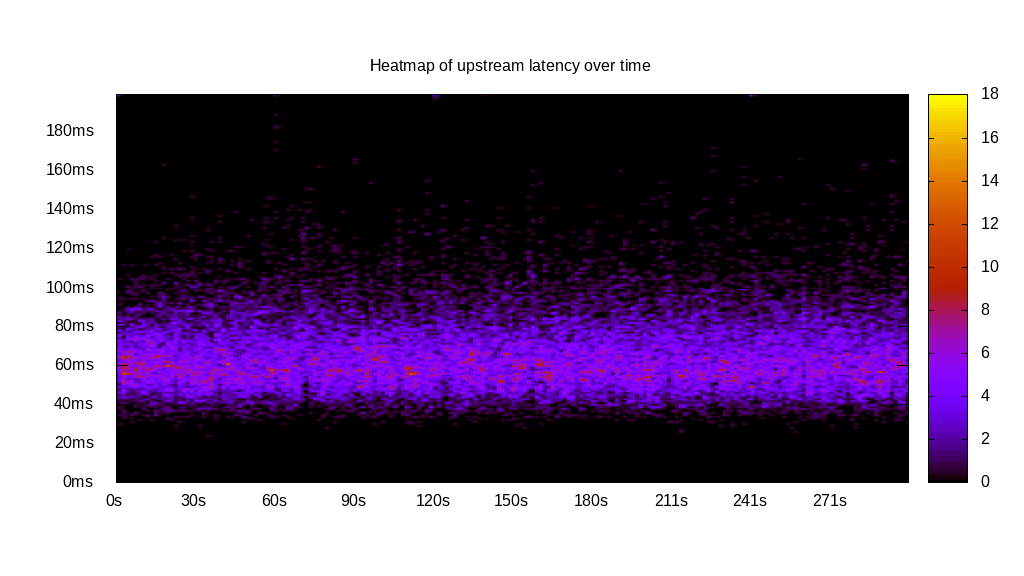 Heatmap of upstream latency over time
180ms
160ms
140ms
120ms
100ms
80ms
60ms
40ms
20ms
0ms
0s 30s 60s 90s 120s 150s 180s 211s 241s 271s
18
16
14
12
10
8
6
4
2
0